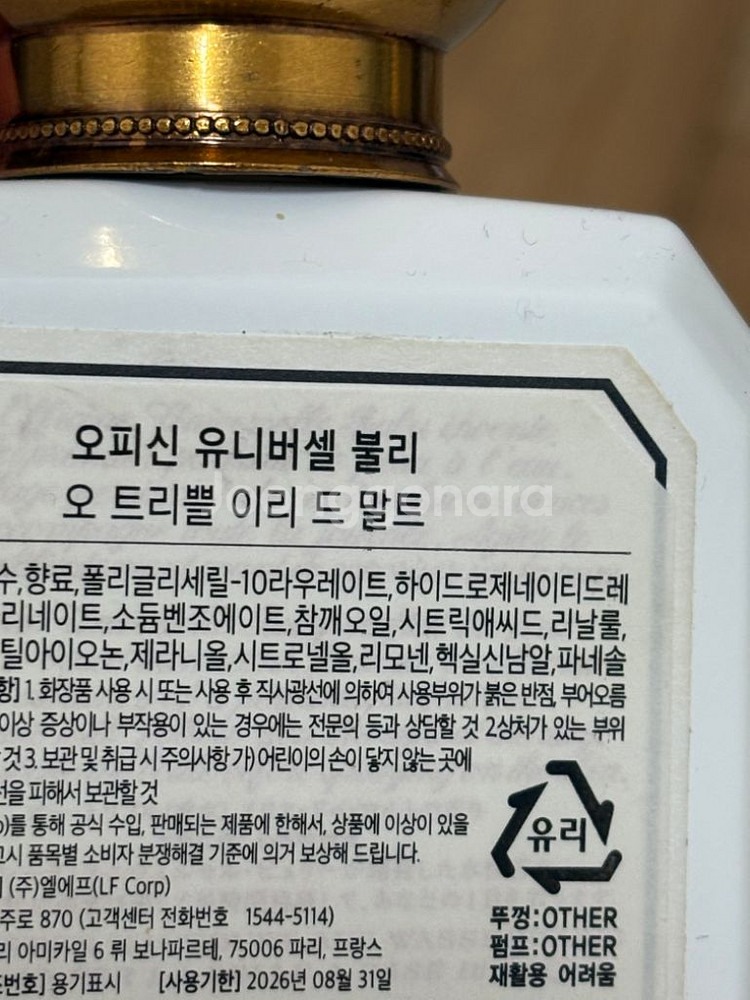 오피신 유니버셀 불리
오 트리쁠 이리 드 말트
수,향료,폴리글리세릴-10라우레이트,하이드로제네이티드레
리네이트,소듐벤조에이트,참깨오일,시트릭애씨드,리날룰,
틸아이오논,제라니올,시트로넬올,리모넨,헥실신남알,파네솔
항] 1. 화장품 사용 시 또는 사용 후 직사광선에 의하여 사용부위가 붉은 반점, 부어오름
이상 증상이나 부작용이 있는 경우에는 전문의 등과 상담할 것 2상처가 있는 부위
것 3. 보관 및 취급 시 주의사항 가) 어린이의 손이 닿지 않는 곳에
선을 피해서 보관할 것
를 통해 공식 수입, 판매되는 제품에 한해서, 상품에 이상이 있을
고시 품목별 소비자 분쟁해결 기준에 의거 보상해 드립니다.
(주)엘에프(LF Corp)
주로 870 (고객센터 전화번호 1544-5114)
리 아미카일 6 뤼 보나파르테, 75006 파리, 프랑스
번호] 용기표시 [사용기한] 2026년 08월 31일
유리
뚜껑:OTHER
펌프:OTHER
재활용 어려움